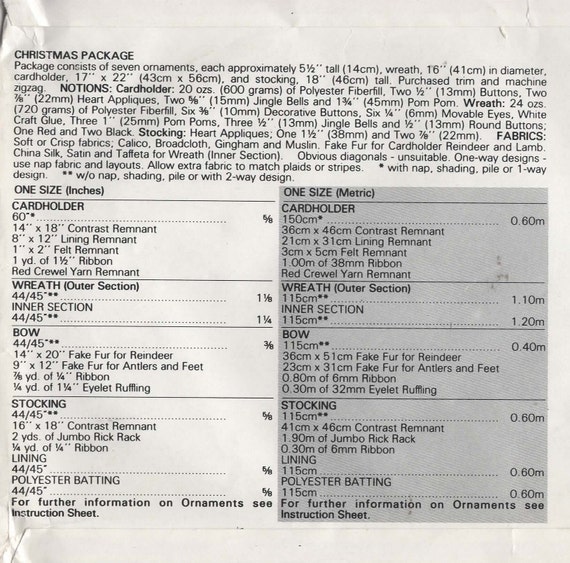 CHRISTMAS PACKAGE
Package consists of seven ornaments, each approximately 5½" tall (14cm), wreath, 16" (41cm) in diameter,
cardholder, 17" x 22" (43cm x 56cm), and stocking, 18" (46cm) tall. Purchased trim and machine
zigzag. NOTIONS: Cardholder: 20 ozs. (600 grams) of Polyester Fiberfill, Two ½" (13mm) Buttons, Two
⅞" (22mm) Heart Appliques, Two ⅝" (15mm) Jingle Bells and 1¾" (45mm) Pom Pom. Wreath: 24 ozs.
(720 grams) of Polyester Fiberfill, Six ⅜" (10mm) Decorative Buttons, Six ¼" (6mm) Movable Eyes, White
Craft Glue, Three 1" (25mm) Pom Poms, Three ½" (13mm) Jingle Bells and ½" (13mm) Round Buttons;
One Red and Two Black. Stocking: Heart Appliques; One 1½" (38mm) and Two ⅞" (22mm). FABRICS:
Soft or Crisp fabrics; Calico, Broadcloth, Gingham and Muslin. Fake Fur for Cardholder Reindeer and Lamb.
China Silk, Satin and Taffeta for Wreath (Inner Section). Obvious diagonals - unsuitable. One-way designs -
use nap fabric and layouts. Allow extra fabric to match plaids or stripes. * with nap, shading, pile or 1-way
design. ** w/o nap, shading, pile or with 2-way design.
ONE SIZE (Inches)
CARDHOLDER
60"* ........ ⅝
14" x 18" Contrast Remnant
8" x 12" Lining Remnant
1" x 2" Felt Remnant
1 yd. of 1½" Ribbon
Red Crewel Yarn Remnant
WREATH (Outer Section)
44/45"** ........ 1⅛
INNER SECTION
44/45"** ........ 1¼
BOW
44/45"** ........ ⅜
14" x 20" Fake Fur for Reindeer
9" x 12" Fake Fur for Antlers and Feet
⅞ yd. of ¼" Ribbon
¼ yd. of 1¼" Eyelet Ruffling
STOCKING
44/45"** ........ ⅝
16" x 18" Contrast Remnant
2 yds. of Jumbo Rick Rack
¼ yd. of ¼" Ribbon
LINING
44/45" ........ ⅝
POLYESTER BATTING
44/45" ........ ⅝
For further information on Ornaments see
Instruction Sheet.
ONE SIZE (Metric)
CARDHOLDER
150cm* ........ 0.60m
36cm x 46cm Contrast Remnant
21cm x 31cm Lining Remnant
3cm x 5cm Felt Remnant
1.00m of 38mm Ribbon
Red Crewel Yarn Remnant
WREATH (Outer Section)
115cm** ........ 1.10m
INNER SECTION
115cm** ........ 1.20m
BOW
115cm** ........ 0.40m
36cm x 51cm Fake Fur for Reindeer
23cm x 31cm Fake Fur for Antlers and Feet
0.80m of 6mm Ribbon
0.30m of 32mm Eyelet Ruffling
STOCKING
115cm** ........ 0.60m
41cm x 46cm Contrast Remnant
1.90m of Jumbo Rick Rack
0.30m of 6mm Ribbon
LINING
115cm ........ 0.60m
POLYESTER BATTING
115cm ........ 0.60m
For further information on Ornaments see
Instruction Sheet.